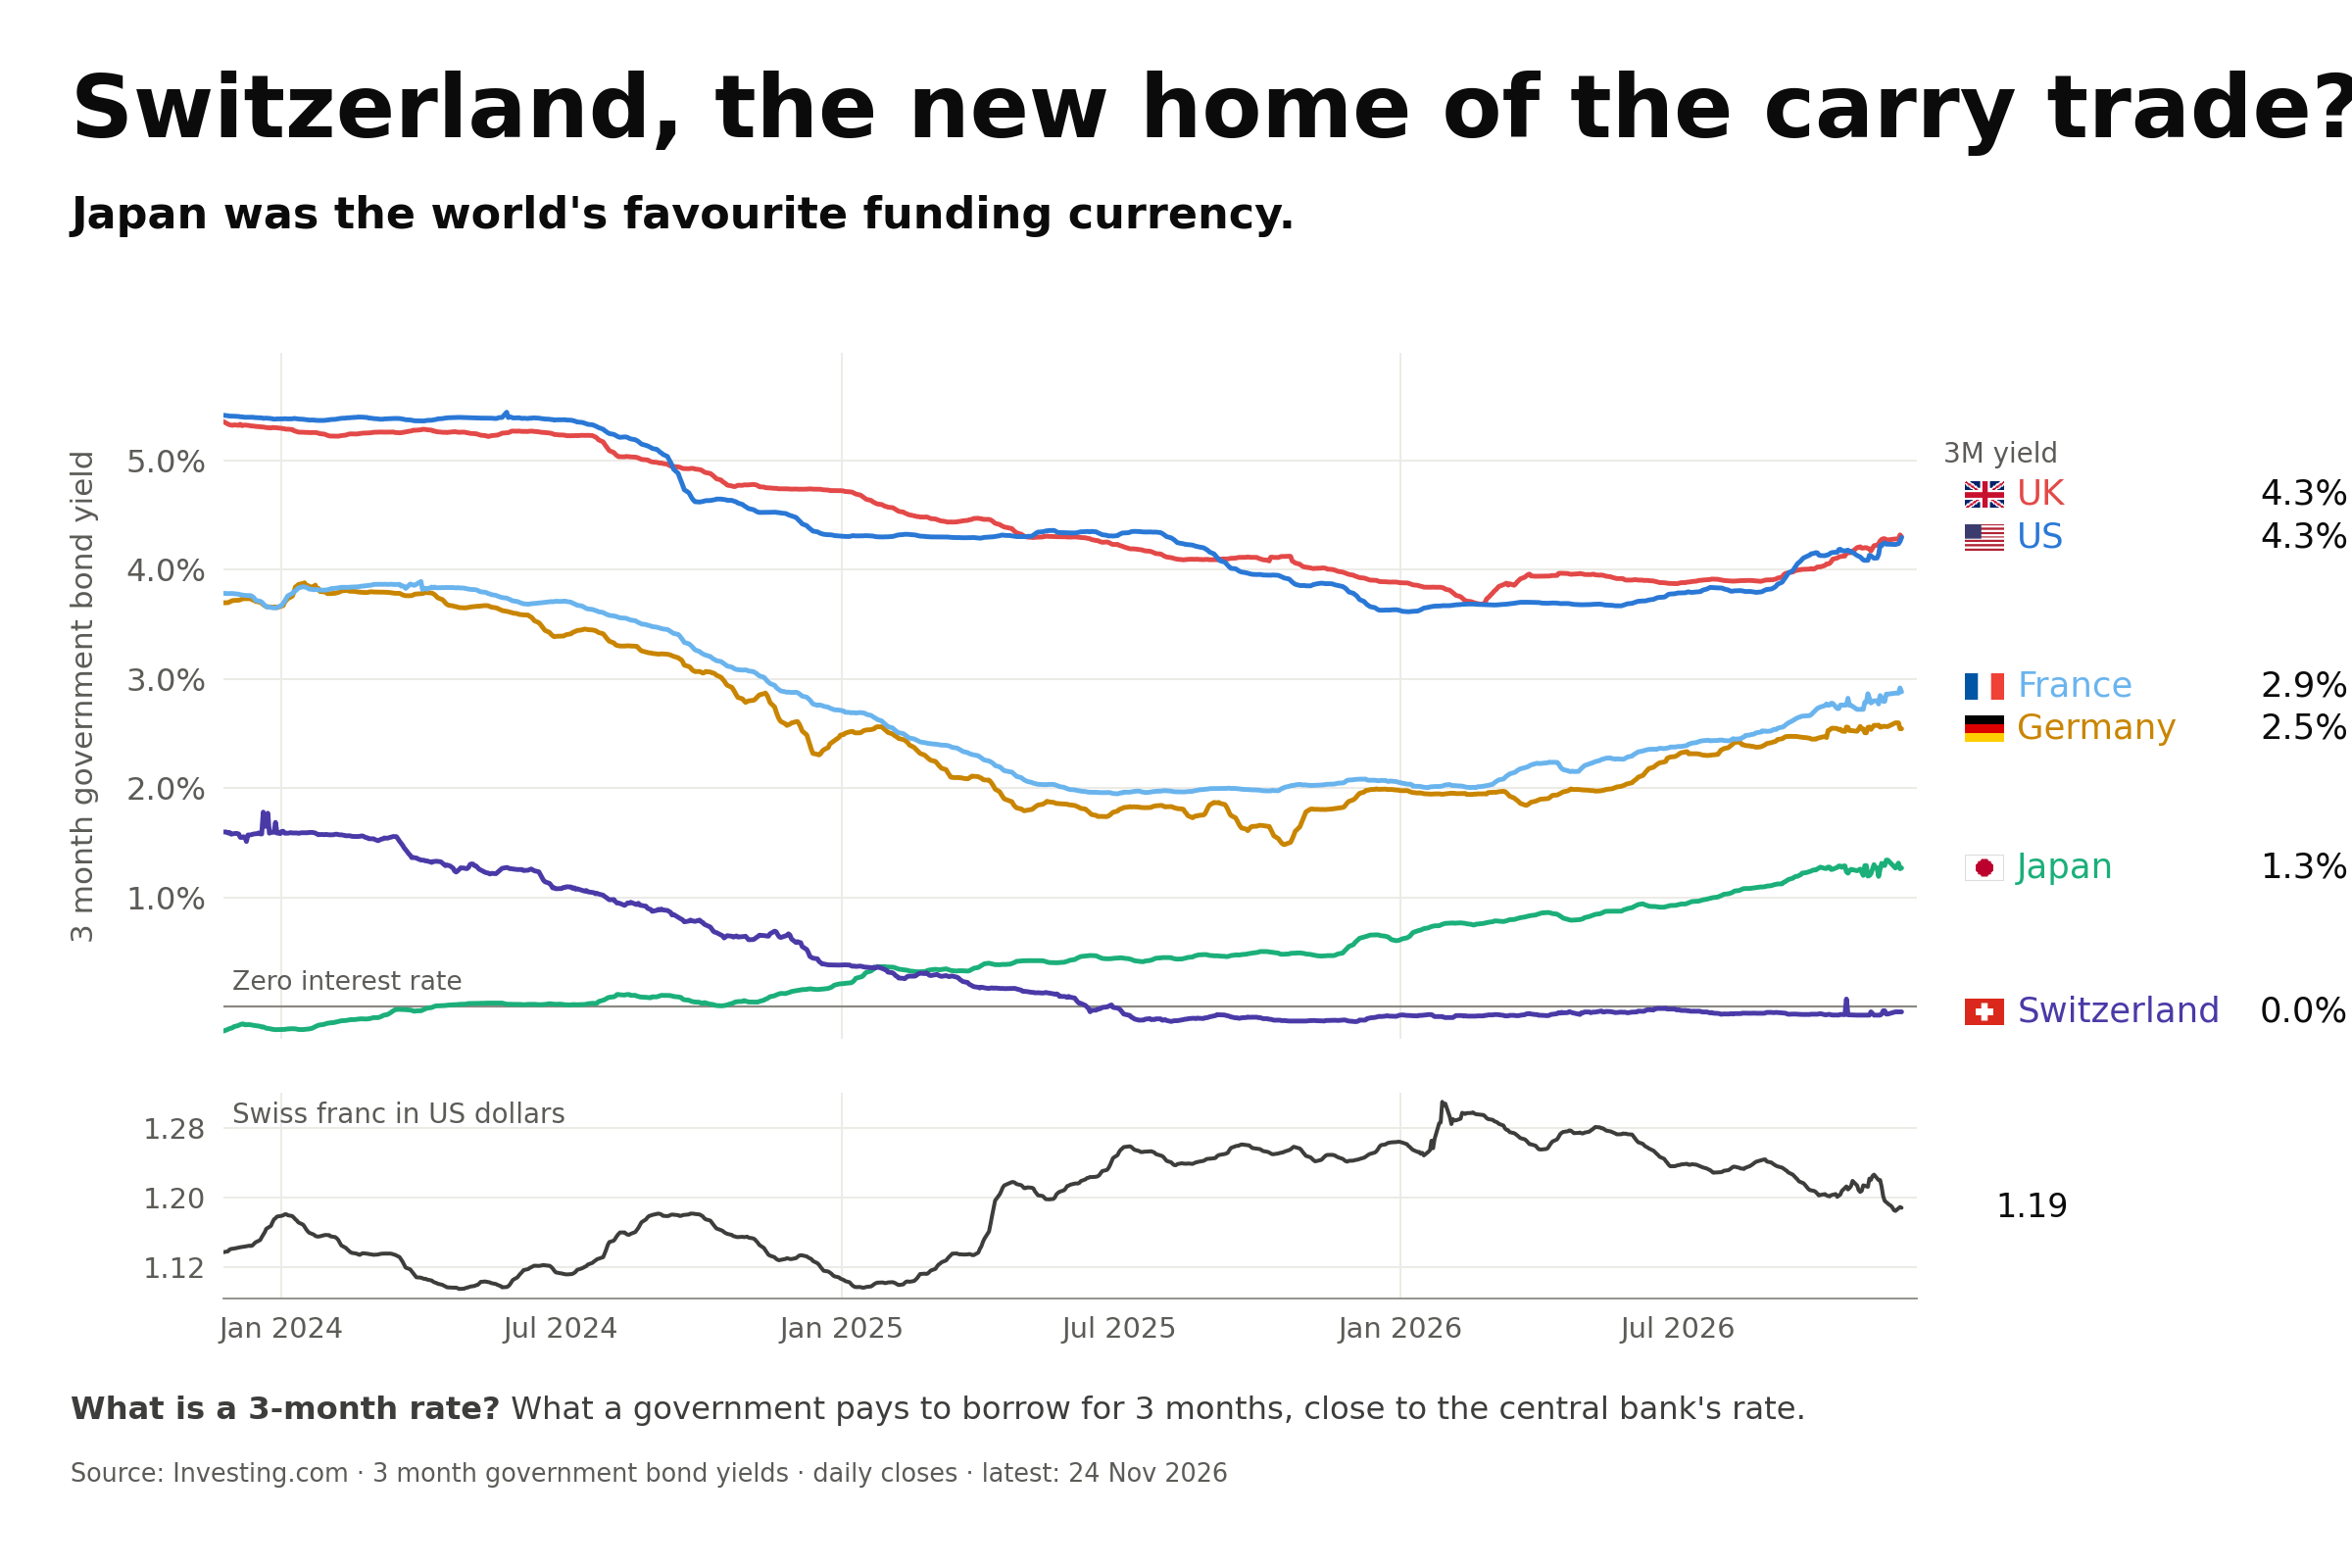 Switzerland, the new home of the carry trade?
Japan was the world's favourite funding currency.
3 month government bond yield
5.0%
4.0%
3.0%
2.0%
1.0%
Zero interest rate
3M yield
UK 4.3%
US 4.3%
France 2.9%
Germany 2.5%
Japan 1.3%
Switzerland 0.0%
Swiss franc in US dollars
1.28
1.20
1.12
1.19
Jan 2024 Jul 2024 Jan 2025 Jul 2025 Jan 2026 Jul 2026
What is a 3-month rate? What a government pays to borrow for 3 months, close to the central bank's rate.
Source: Investing.com · 3 month government bond yields · daily closes · latest: 24 Nov 2026